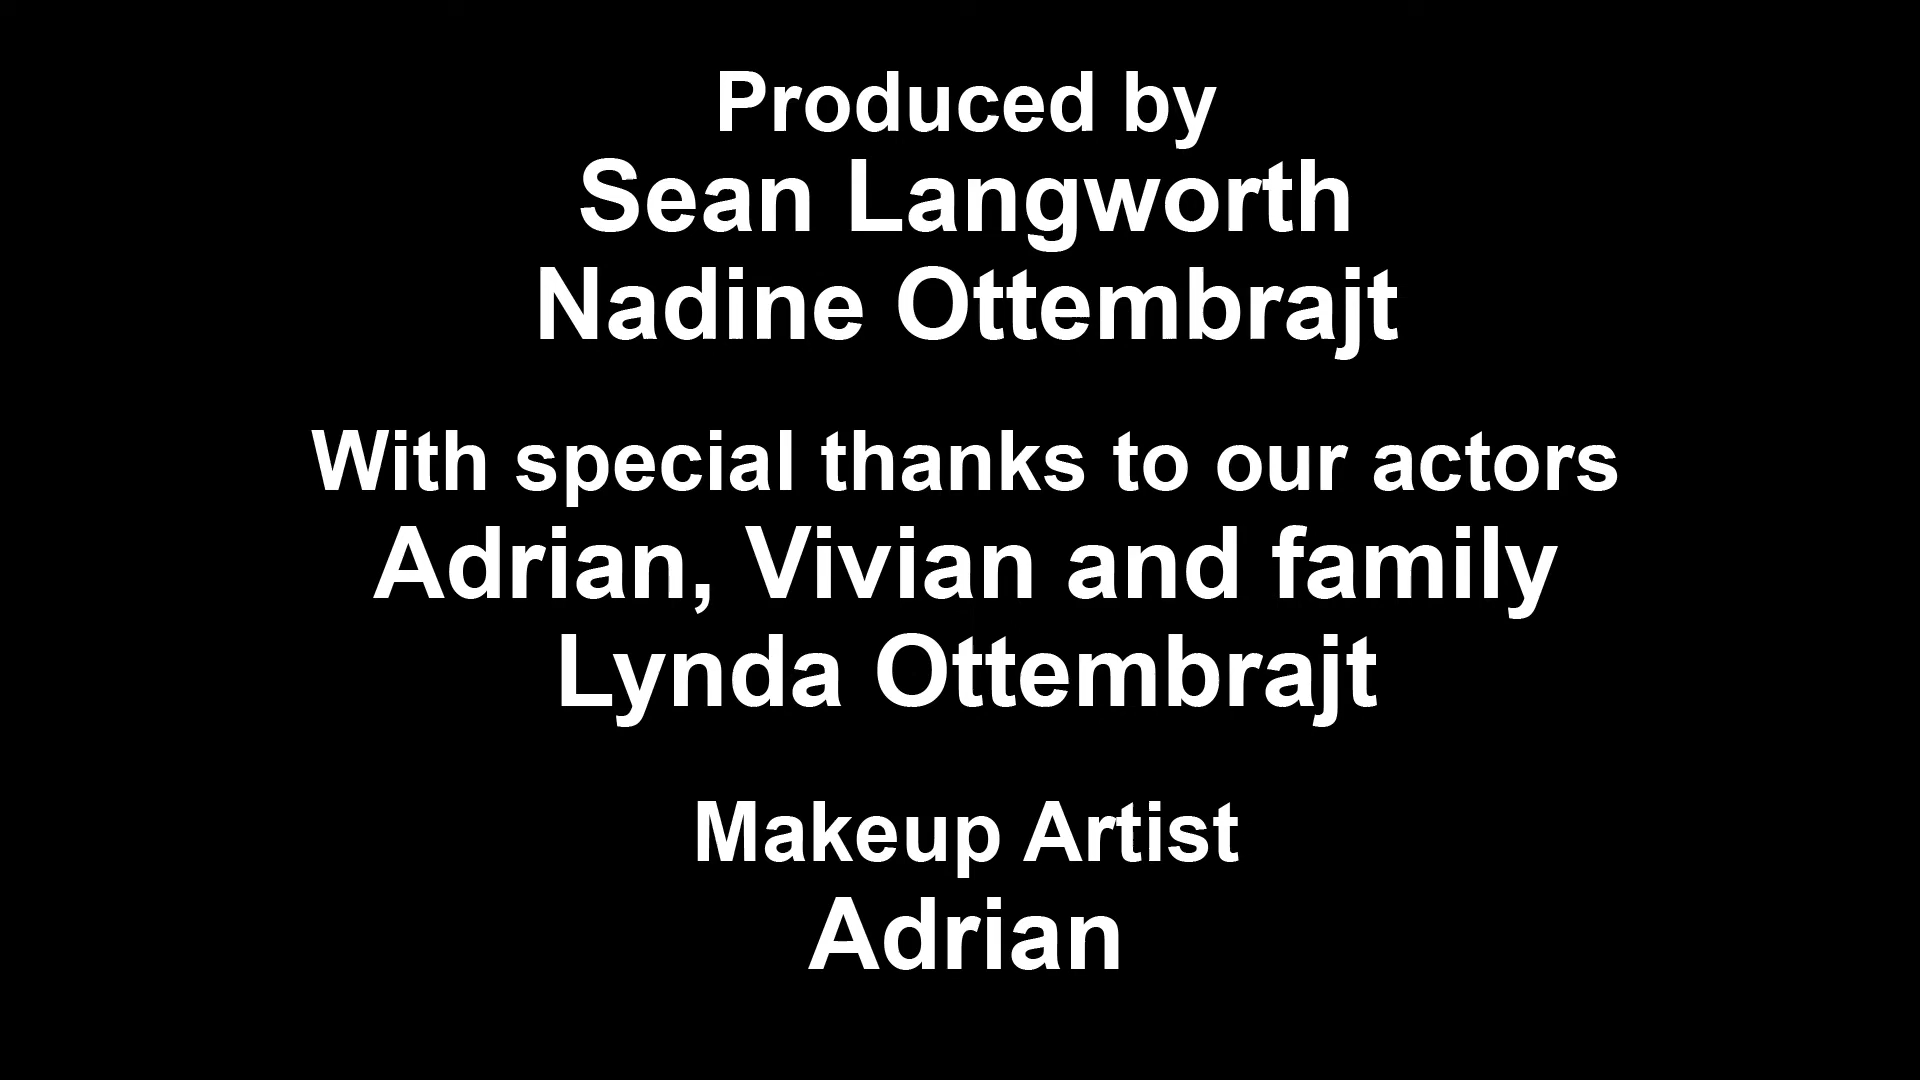 Produced by
Sean Langworth
Nadine Ottembrajt
With special thanks to our actors
Adrian, Vivian and family
Lynda Ottembrajt
Makeup Artist
Adrian